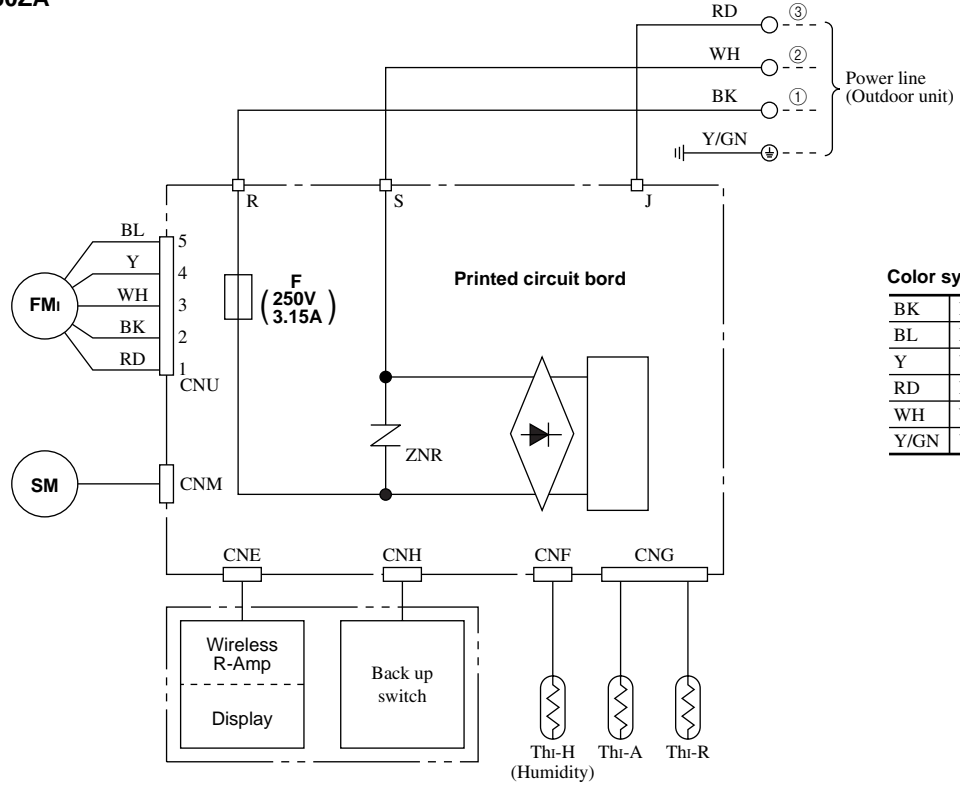 RD ③
WH ②
BK ①
Y/GN
Power line
(Outdoor unit)
R
S
J
BL
Y
WH
BK
RD
5
4
3
2
1
FMI
CNU
F
250V
3.15A
Printed circuit bord
Color sy
BK
BL
Y
RD
WH
Y/GN
ZNR
SM
CNM
CNE
CNH
CNF
CNG
Wireless
R-Amp
Display
Back up
switch
ThI-H
(Humidity)
ThI-A
ThI-R